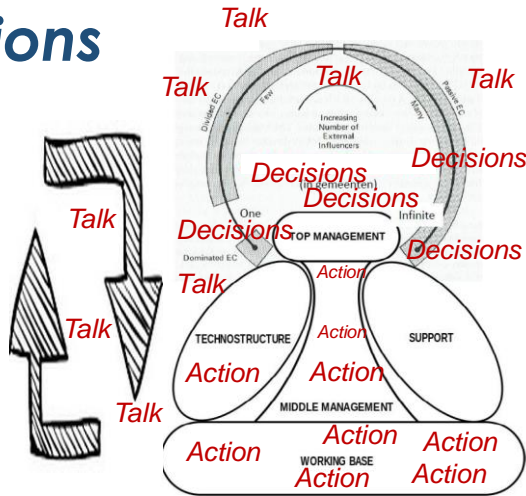 ions
Talk
Talk
Talk
Talk
Divided EC
Few
Many
Passive EC
Increasing
Number of
External
Influencers
Decisions
Decisions
(in gemeenten)
Decisions
Talk
Decisions
One
Infinite
TOP MANAGEMENT
Decisions
Dominated EC
Action
Talk
Talk
Action
TECHNOSTRUCTURE
SUPPORT
Action
Action
Talk
MIDDLE MANAGEMENT
Action
Action
Action
WORKING BASE
Action
Action